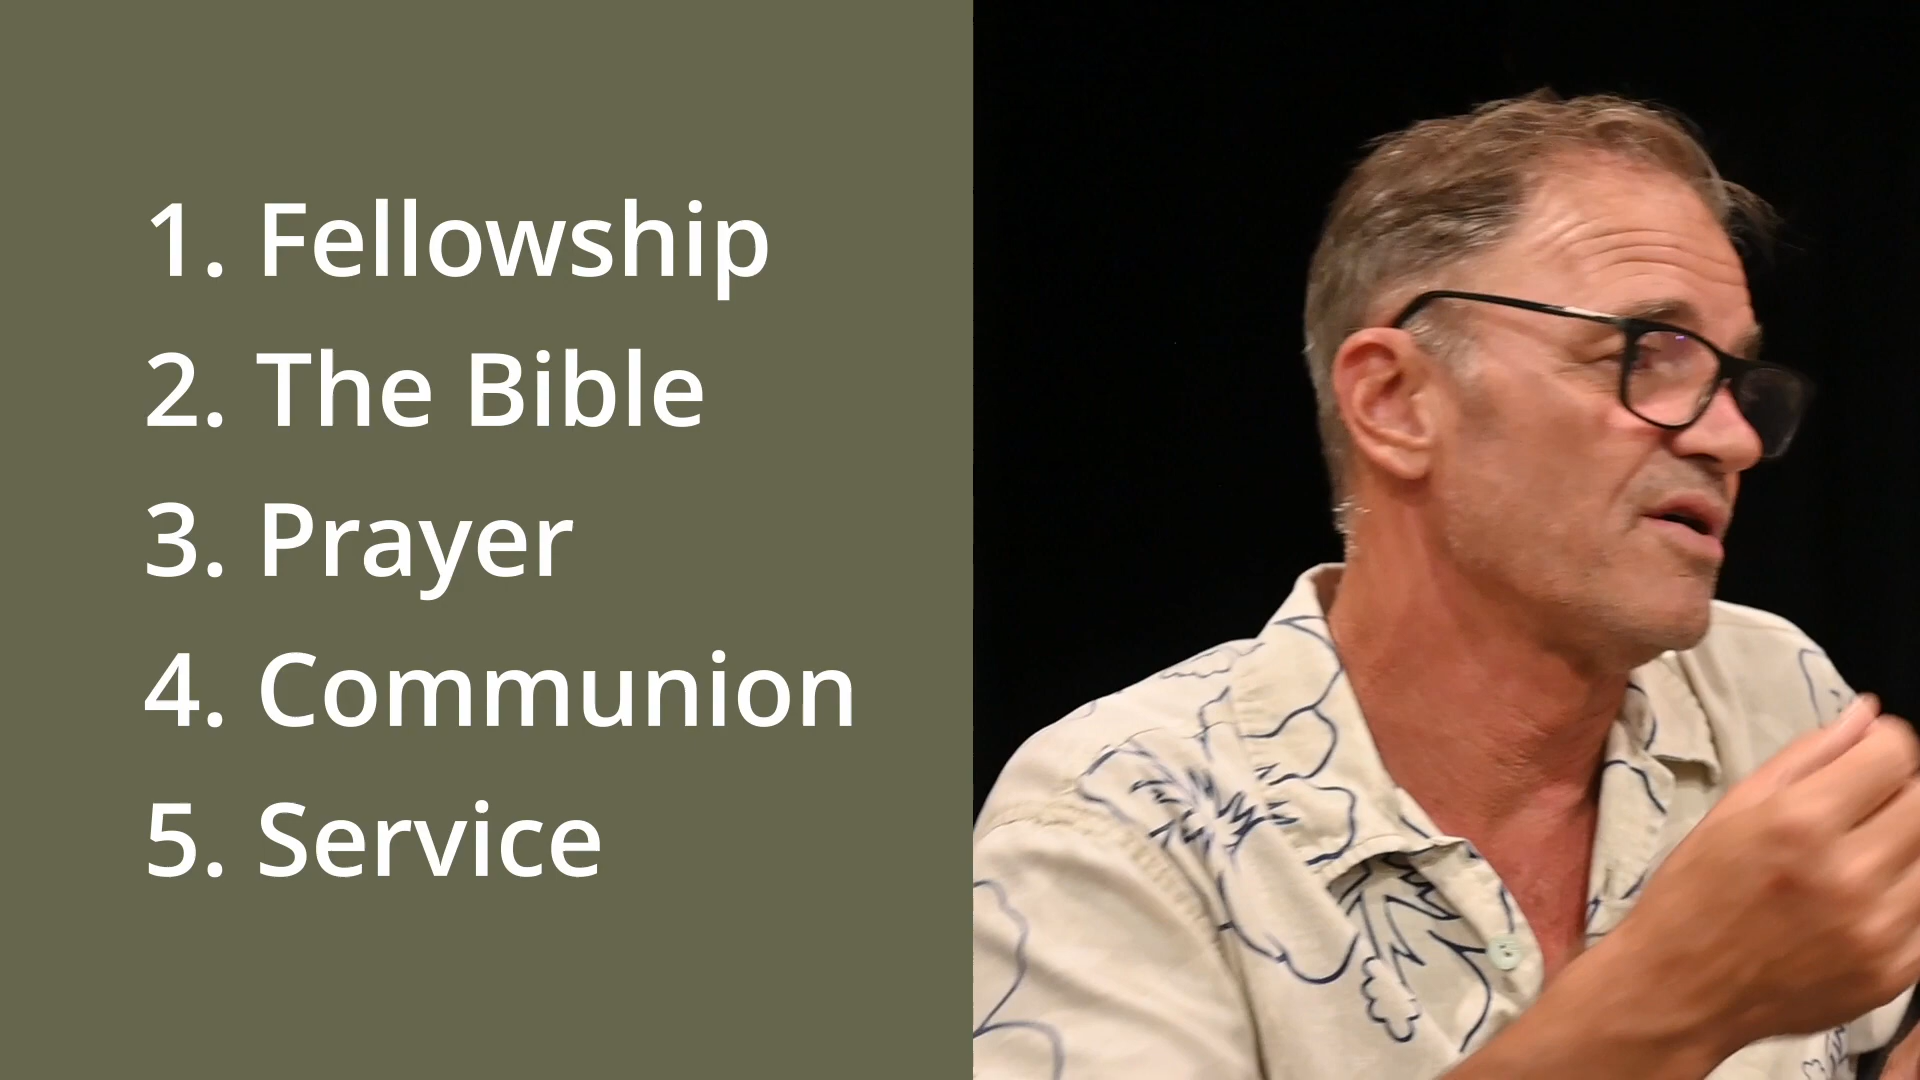 1. Fellowship
2. The Bible
3. Prayer
4. Communion
5. Service